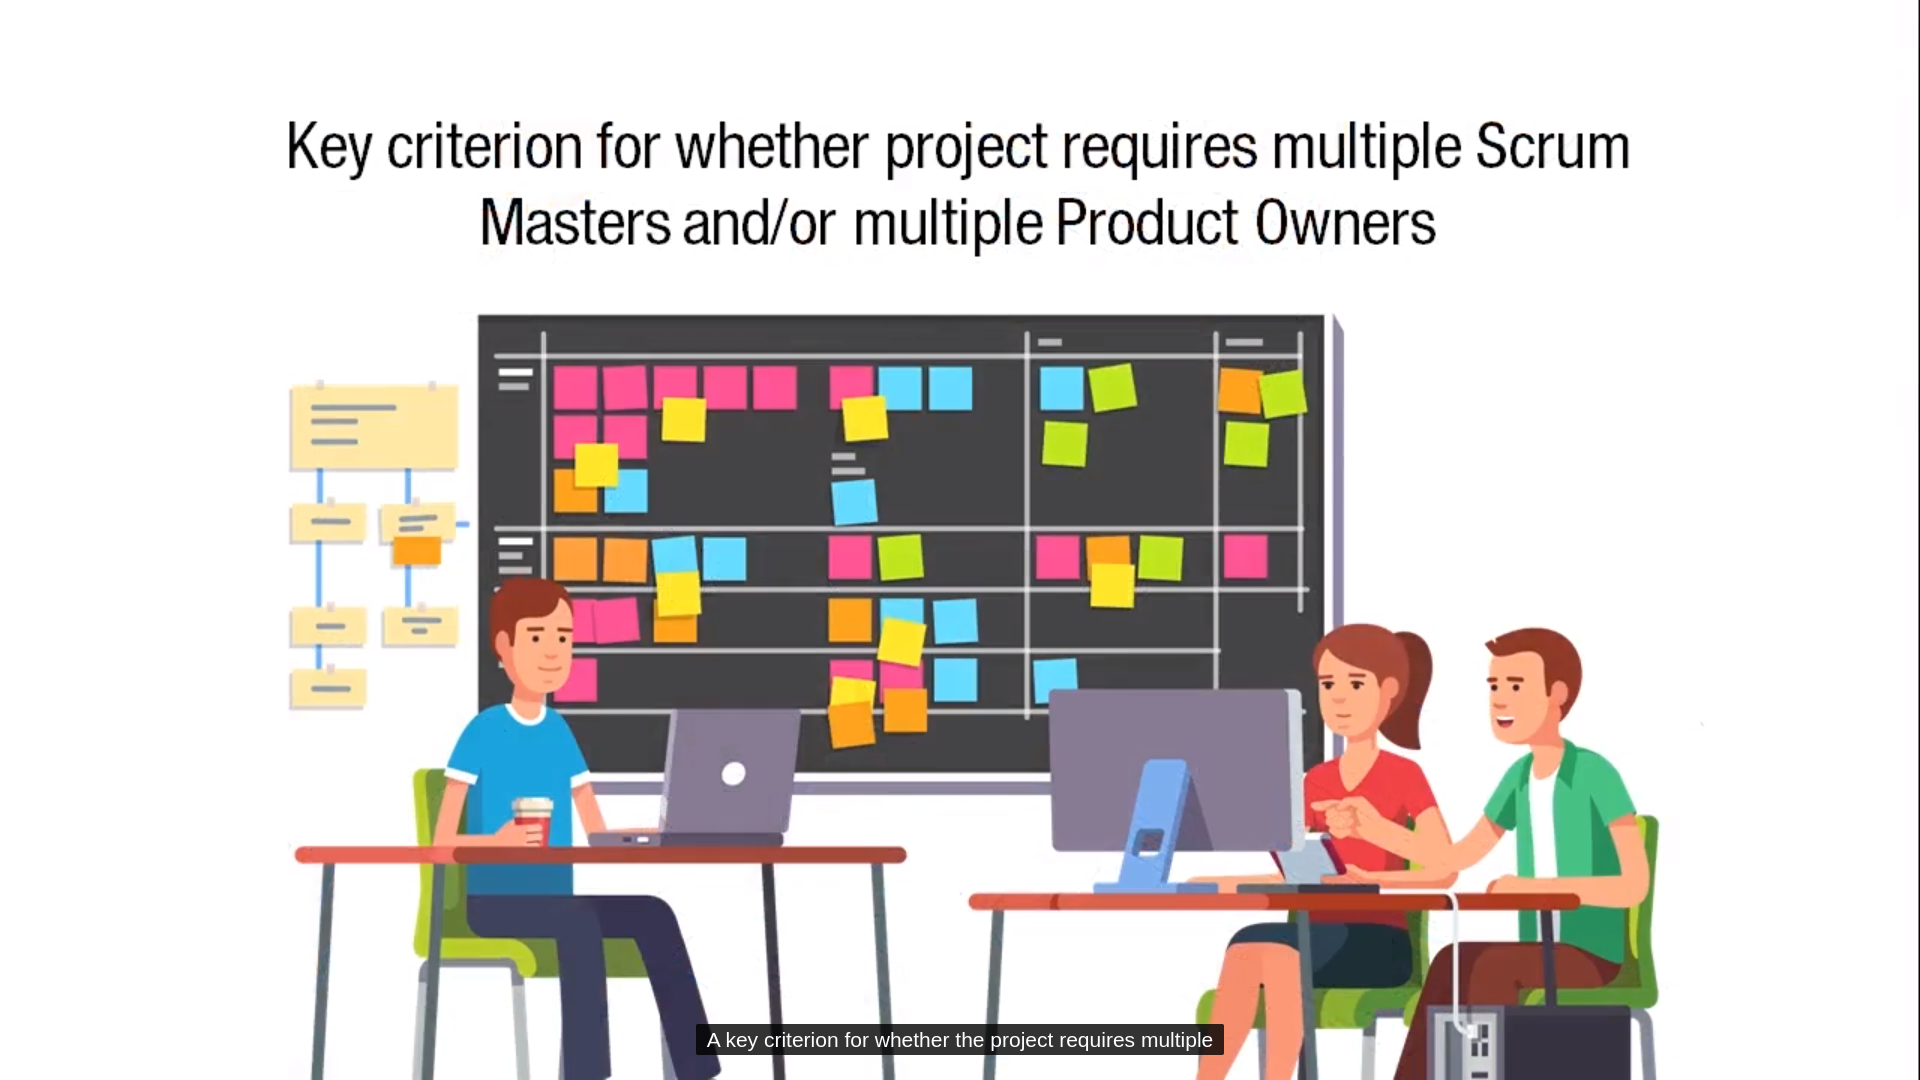 Key criterion for whether project requires multiple Scrum
Masters and/or multiple Product Owners
A key criterion for whether the project requires multiple